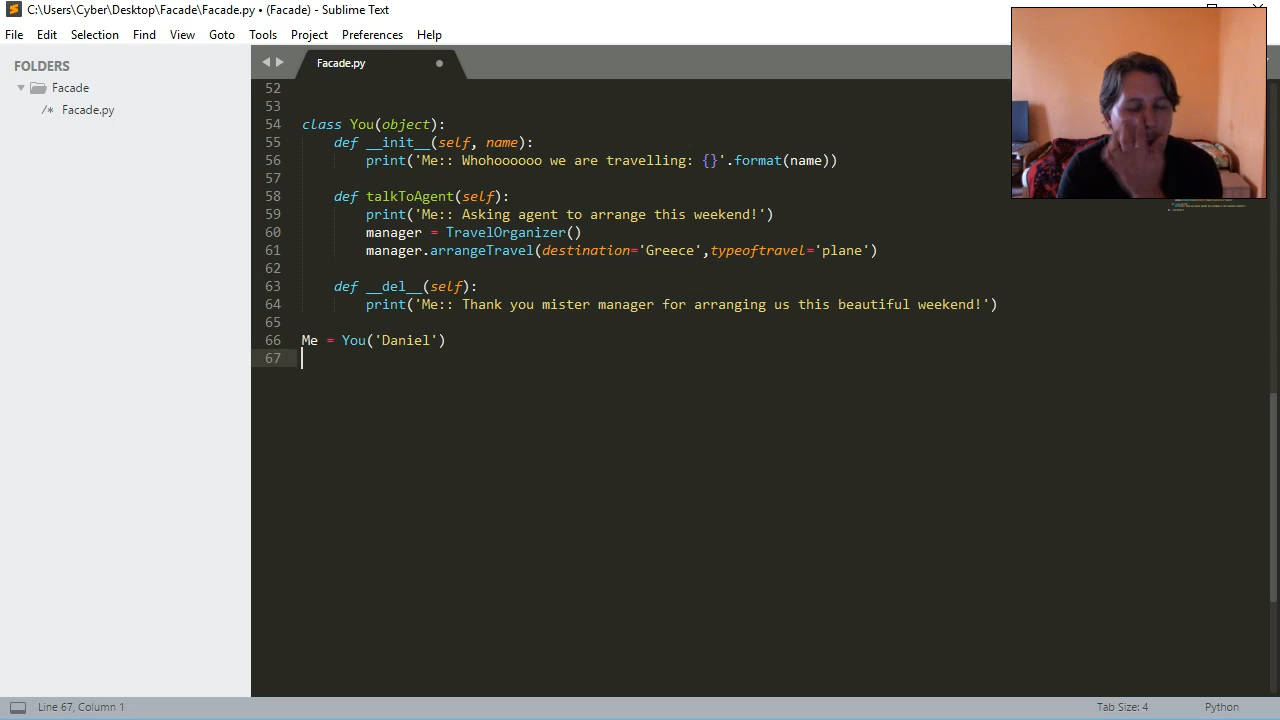 C:\Users\Cyber\Desktop\Facade\Facade.py • (Facade) - Sublime Text
File Edit Selection Find View Goto Tools Project Preferences Help
FOLDERS
Facade
/* Facade.py
Facade.py
52
53
54 class You(object):
55 def __init__(self, name):
56 print('Me:: Whohoooooo we are travelling: {}'.format(name))
57
58 def talkToAgent(self):
59 print('Me:: Asking agent to arrange this weekend!')
60 manager = TravelOrganizer()
61 manager.arrangeTravel(destination='Greece',typeoftravel='plane')
62
63 def __del__(self):
64 print('Me:: Thank you mister manager for arranging us this beautiful weekend!')
65
66 Me = You('Daniel')
67
Line 67, Column 1
Tab Size: 4
Python